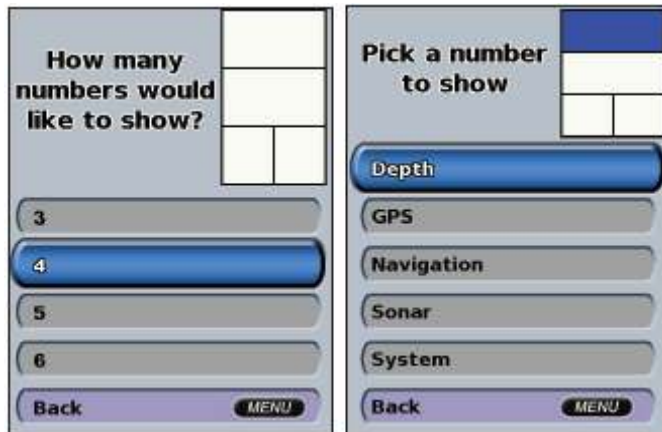 How many
numbers would
like to show?
3
4
5
6
Back MENU
Pick a number
to show
Depth
GPS
Navigation
Sonar
System
Back MENU